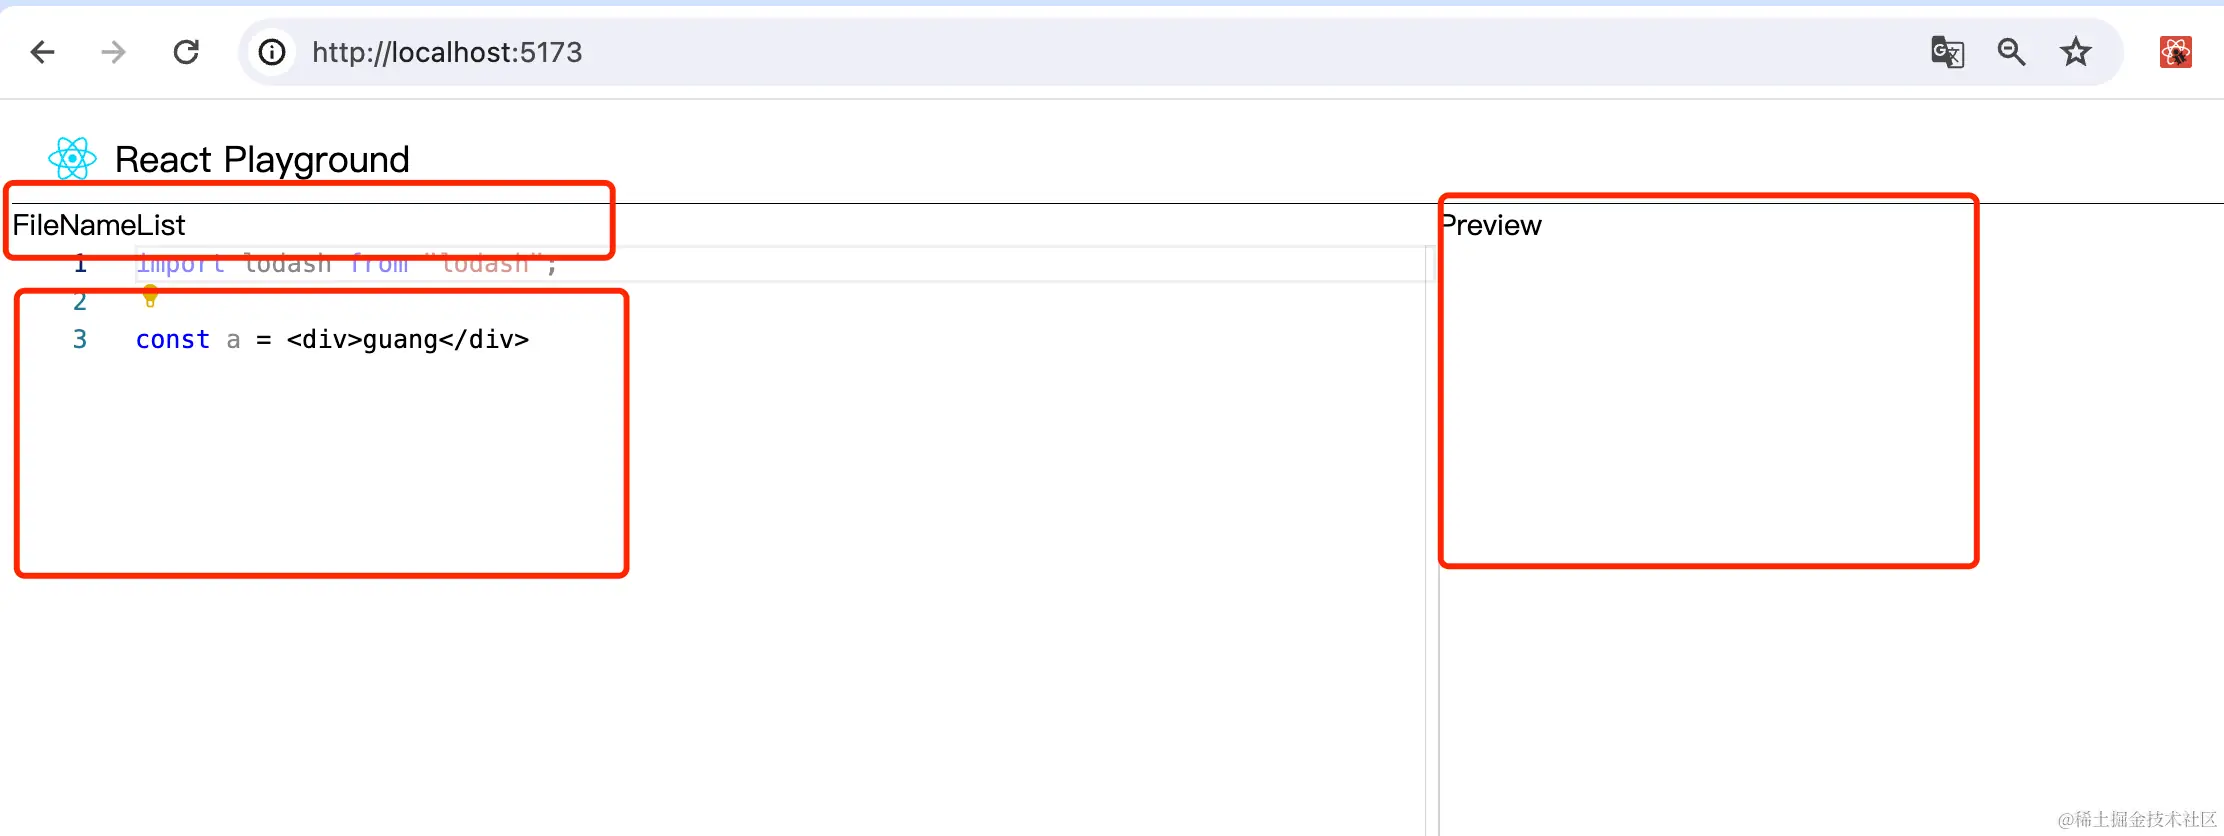 http://localhost:5173
React Playground
FileNameList
Preview
1 import lodash from "lodash";
2
3 const a = <div>guang</div>
@稀土掘金技术社区